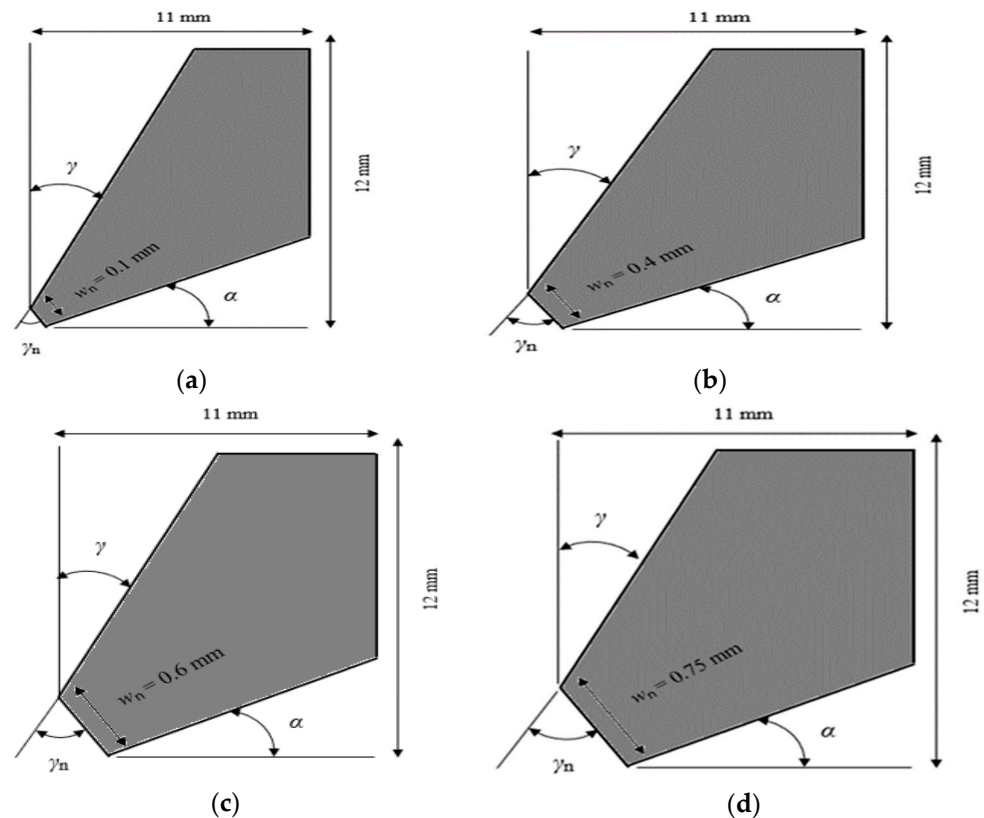 11 mm
γ
12 mm
wn = 0.1 mm
α
γn
(a)
11 mm
γ
12 mm
wn = 0.4 mm
α
γn
(b)
11 mm
γ
12 mm
wn = 0.6 mm
α
γn
(c)
11 mm
γ
12 mm
wn = 0.75 mm
α
γn
(d)